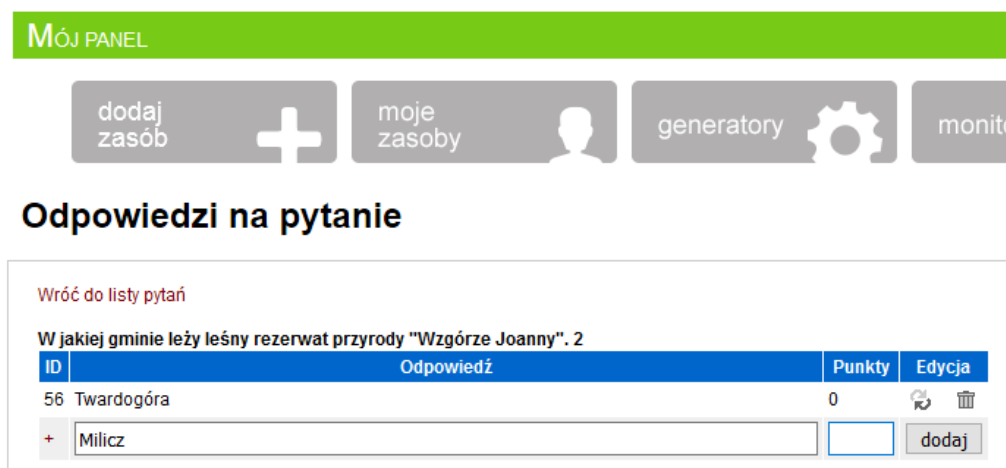 MÓJ PANEL
dodaj
zasób
moje
zasoby
generatory
monit
Odpowiedzi na pytanie
Wróć do listy pytań
W jakiej gminie leży leśny rezerwat przyrody "Wzgórze Joanny". 2
ID Odpowiedź Punkty Edycja
56 Twardogóra 0
+ Milicz dodaj